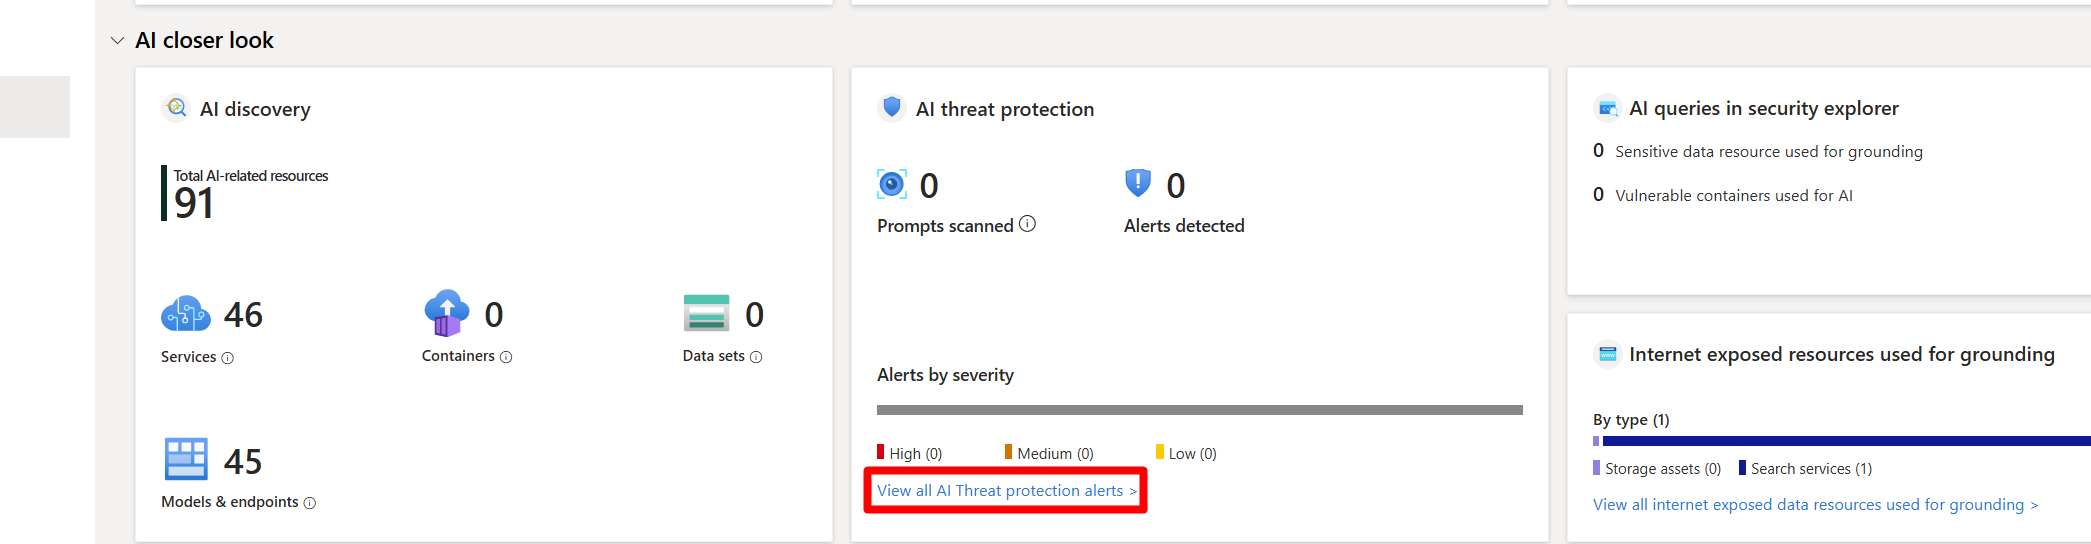 AI closer look
AI discovery
Total AI-related resources
91
46
Services
0
Containers
0
Data sets
45
Models & endpoints
AI threat protection
0
Prompts scanned
0
Alerts detected
Alerts by severity
High (0)
Medium (0)
Low (0)
View all AI Threat protection alerts >
AI queries in security explorer
0 Sensitive data resource used for grounding
0 Vulnerable containers used for AI
Internet exposed resources used for grounding
By type (1)
Storage assets (0)
Search services (1)
View all internet exposed data resources used for grounding >